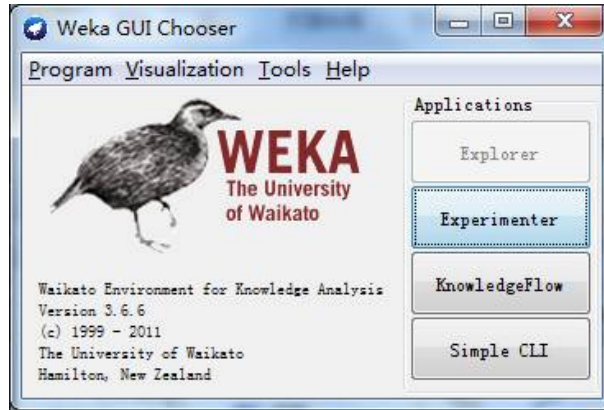 Weka GUI Chooser
Program Visualization Tools Help
WEKA
The University
of Waikato
Waikato Environment for Knowledge Analysis
Version 3.6.6
(c) 1999 - 2011
The University of Waikato
Hamilton, New Zealand
Applications
Explorer
Experimenter
KnowledgeFlow
Simple CLI